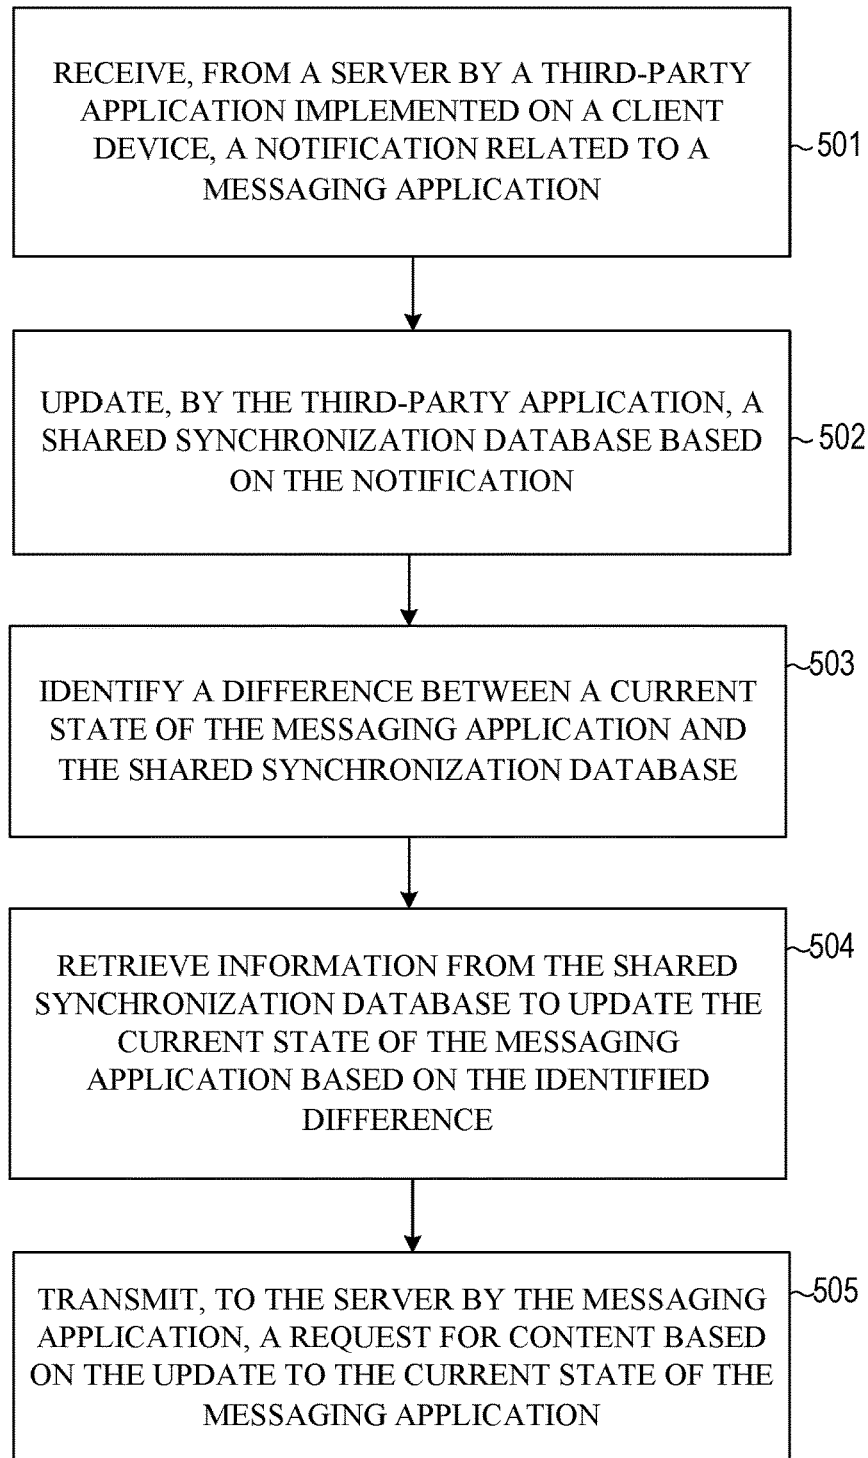 RECEIVE, FROM A SERVER BY A THIRD-PARTY
APPLICATION IMPLEMENTED ON A CLIENT
DEVICE, A NOTIFICATION RELATED TO A
MESSAGING APPLICATION
501
UPDATE, BY THE THIRD-PARTY APPLICATION, A
SHARED SYNCHRONIZATION DATABASE BASED
ON THE NOTIFICATION
502
IDENTIFY A DIFFERENCE BETWEEN A CURRENT
STATE OF THE MESSAGING APPLICATION AND
THE SHARED SYNCHRONIZATION DATABASE
503
RETRIEVE INFORMATION FROM THE SHARED
SYNCHRONIZATION DATABASE TO UPDATE THE
CURRENT STATE OF THE MESSAGING
APPLICATION BASED ON THE IDENTIFIED
DIFFERENCE
504
TRANSMIT, TO THE SERVER BY THE MESSAGING
APPLICATION, A REQUEST FOR CONTENT BASED
ON THE UPDATE TO THE CURRENT STATE OF THE
MESSAGING APPLICATION
505